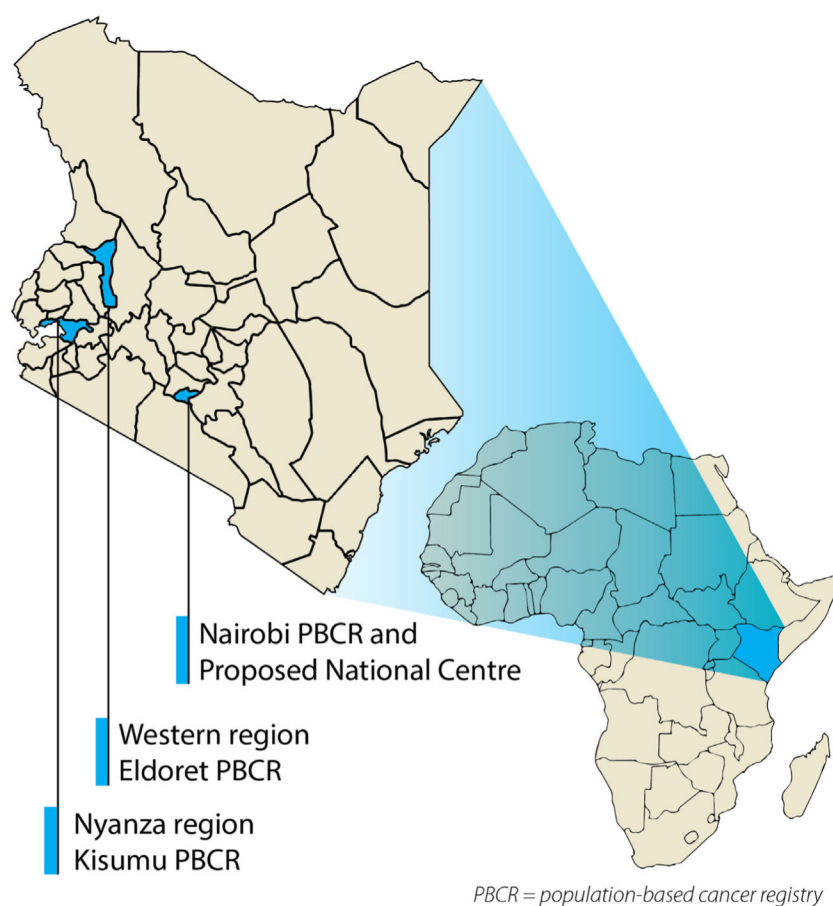 Nairobi PBCR and
Proposed National Centre
Western region
Eldoret PBCR
Nyanza region
Kisumu PBCR
PBCR = population-based cancer registry